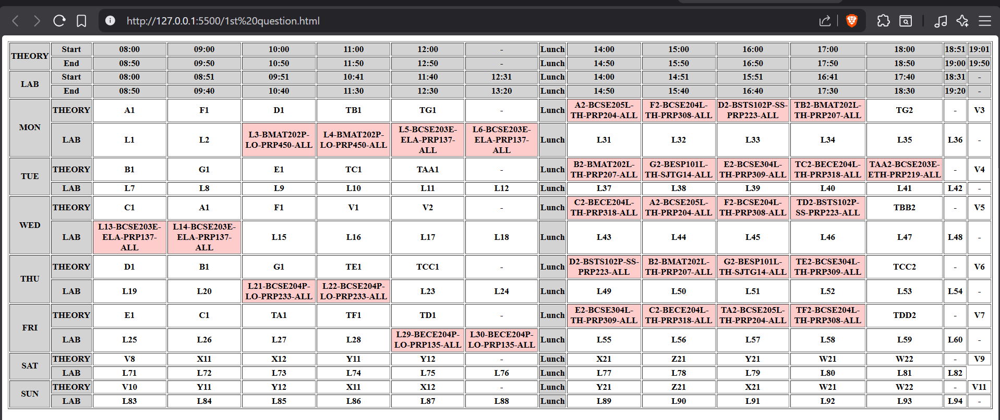 http://127.0.0.1:5500/1st%20question.html
THEORY Start 08:00 09:00 10:00 11:00 12:00 - Lunch 14:00 15:00 16:00 17:00 18:00 18:51 19:01
End 08:50 09:50 10:50 11:50 12:50 - Lunch 14:50 15:50 16:50 17:50 18:50 19:00 19:50
LAB Start 08:00 08:51 09:51 10:41 11:40 12:31 Lunch 14:00 14:51 15:51 16:41 17:40 18:31 -
End 08:50 09:40 10:40 11:30 12:30 13:20 Lunch 14:50 15:40 16:40 17:30 18:30 19:20 -
MON THEORY A1 F1 D1 TB1 TG1 - Lunch A2-BCSE205L-TH-PRP204-ALL F2-BCSE204L-TH-PRP308-ALL D2-BSTS102P-SS-PRP223-ALL TB2-BMAT202L-TH-PRP207-ALL TG2 - V3
LAB L1 L2 L3-BMAT202P-LO-PRP450-ALL L4-BMAT202P-LO-PRP450-ALL L5-BCSE203E-ELA-PRP137-ALL L6-BCSE203E-ELA-PRP137-ALL Lunch L31 L32 L33 L34 L35 L36 -
TUE THEORY B1 G1 E1 TC1 TAA1 - Lunch B2-BMAT202L-TH-PRP207-ALL G2-BESP101L-TH-SJTG14-ALL E2-BCSE304L-TH-PRP309-ALL TC2-BECE204L-TH-PRP318-ALL TAA2-BCSE203E-ETH-PRP219-ALL - V4
LAB L7 L8 L9 L10 L11 L12 Lunch L37 L38 L39 L40 L41 L42 -
WED THEORY C1 A1 F1 V1 V2 - Lunch C2-BECE204L-TH-PRP318-ALL A2-BCSE205L-TH-PRP204-ALL F2-BCSE204L-TH-PRP308-ALL TD2-BSTS102P-SS-PRP223-ALL TBB2 - V5
LAB L13-BCSE203E-ELA-PRP137-ALL L14-BCSE203E-ELA-PRP137-ALL L15 L16 L17 L18 Lunch L43 L44 L45 L46 L47 L48 -
THU THEORY D1 B1 G1 TE1 TCC1 - Lunch D2-BSTS102P-SS-PRP223-ALL B2-BMAT202L-TH-PRP207-ALL G2-BESP101L-TH-SJTG14-ALL TE2-BCSE304L-TH-PRP309-ALL TCC2 - V6
LAB L19 L20 L21-BCSE204P-LO-PRP233-ALL L22-BCSE204P-LO-PRP233-ALL L23 L24 Lunch L49 L50 L51 L52 L53 L54 -
FRI THEORY E1 C1 TA1 TF1 TD1 - Lunch E2-BCSE304L-TH-PRP309-ALL C2-BECE204L-TH-PRP318-ALL TA2-BCSE205L-TH-PRP204-ALL TF2-BCSE204L-TH-PRP308-ALL TDD2 - V7
LAB L25 L26 L27 L28 L29-BECE204P-LO-PRP135-ALL L30-BECE204P-LO-PRP135-ALL Lunch L55 L56 L57 L58 L59 L60 -
SAT THEORY V8 X11 X12 Y11 Y12 - Lunch X21 Z21 Y21 W21 W22 - V9
LAB L71 L72 L73 L74 L75 L76 Lunch L77 L78 L79 L80 L81 L82
SUN THEORY V10 Y11 Y12 X11 X12 - Lunch Y21 Z21 X21 W21 W22 - V11
LAB L83 L84 L85 L86 L87 L88 Lunch L89 L90 L91 L92 L93 L94 -